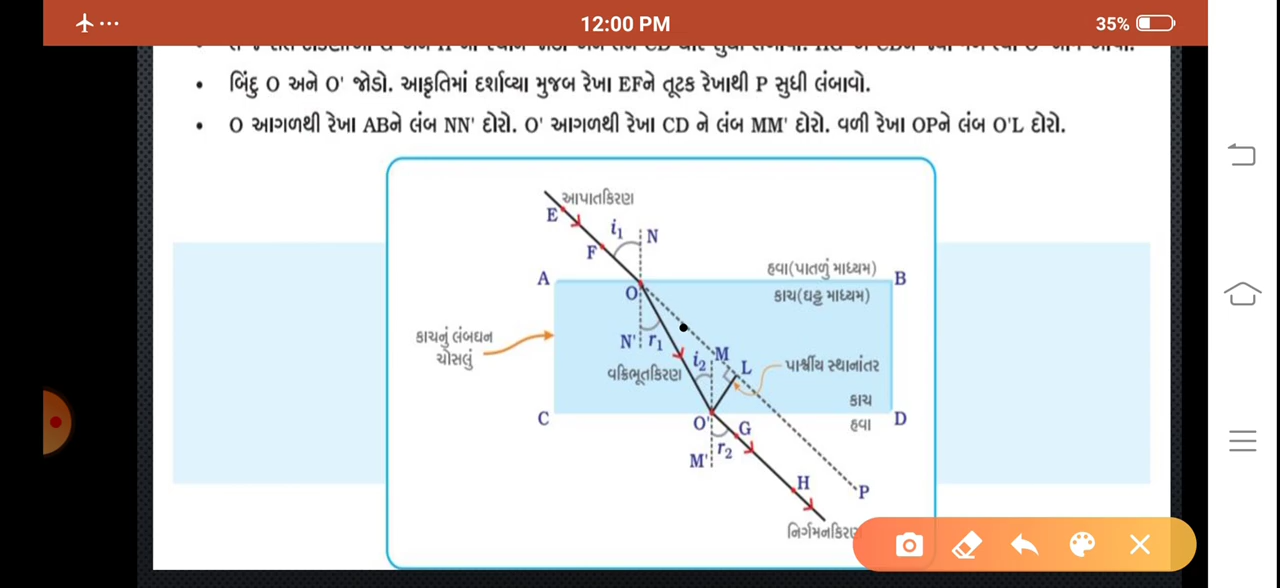 12:00 PM
35%
• બિંદુ O અને O' જોડો. આકૃતિમાં દર્શાવ્યા મુજબ રેખા EFને તૂટક રેખાથી P સુધી લંબાવો.
• O આગળથી રેખા ABને લંબ NN' દોરો. O' આગળથી રેખા CD ને લંબ MM' દોરો. વળી રેખા OPને લંબ O'L દોરો.
આપાતકિરણ
E
i1
N
F
હવા(પાતળું માધ્યમ)
A
B
O
કાચ(ઘટ્ટ માધ્યમ)
કાચનું લંબઘન
ચોસલું
N'
r1
M
i2
L
પાર્શ્વીય સ્થાનાંતર
વક્રિભૂતકિરણ
કાચ
C
D
O'
G
હવા
M'
r2
H
P
નિર્ગમનકિરણ